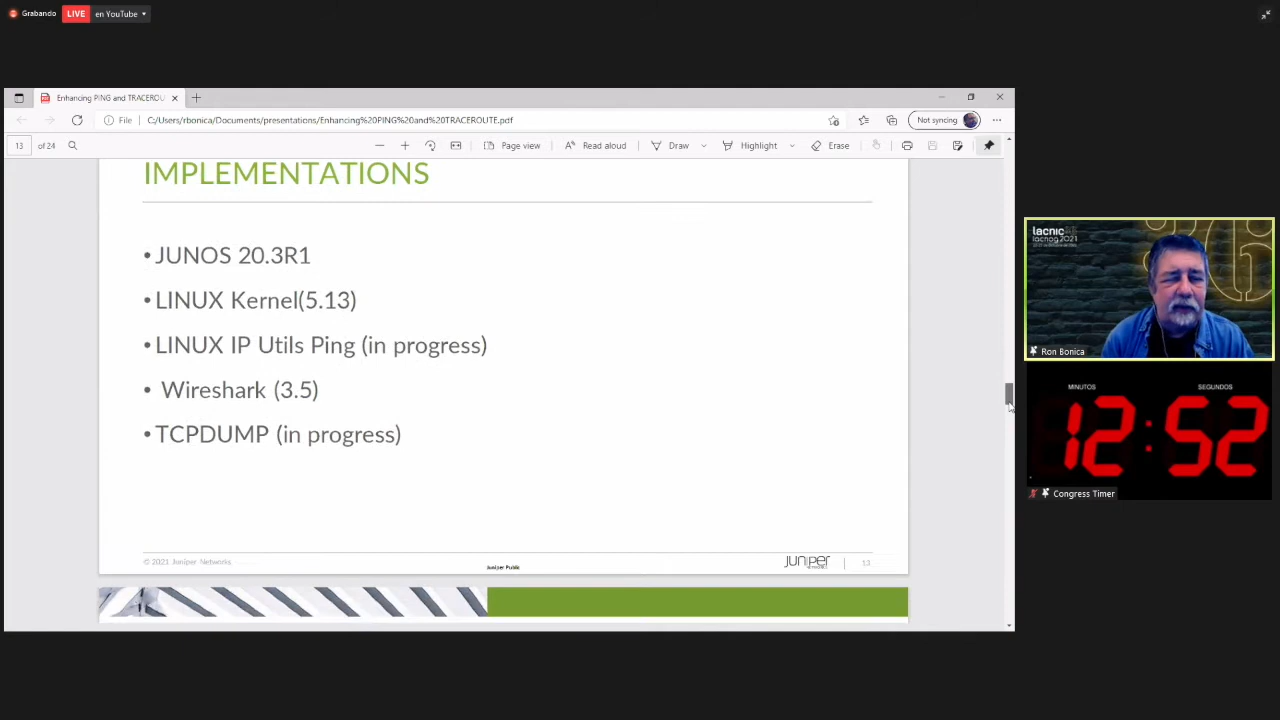 Grabando
LIVE
en YouTube
Enhancing PING and TRACEROU
File
C:/Users/rbonica/Documents/presentations/Enhancing%20PING%20and%20TRACEROUTE.pdf
Not syncing
13 of 24
Page view
Read aloud
Draw
Highlight
Erase
IMPLEMENTATIONS
•JUNOS 20.3R1
•LINUX Kernel(5.13)
•LINUX IP Utils Ping (in progress)
• Wireshark (3.5)
•TCPDUMP (in progress)
© 2021 Juniper Networks
Juniper Public
JUNIPER
NETWORKS
13
lacnic36
lacnog2021
Ron Bonica
MINUTOS
SEGUNDOS
12:52
Congress Timer